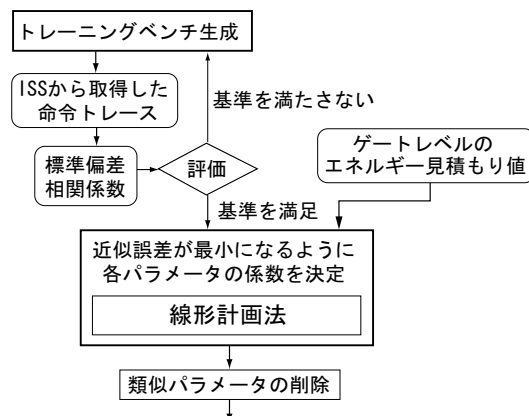 トレーニングベンチ生成
ISSから取得した
命令トレース
基準を満たさない
標準偏差
相関係数
評価
ゲートレベルの
エネルギー見積もり値
基準を満足
近似誤差が最小になるように
各パラメータの係数を決定
線形計画法
類似パラメータの削除